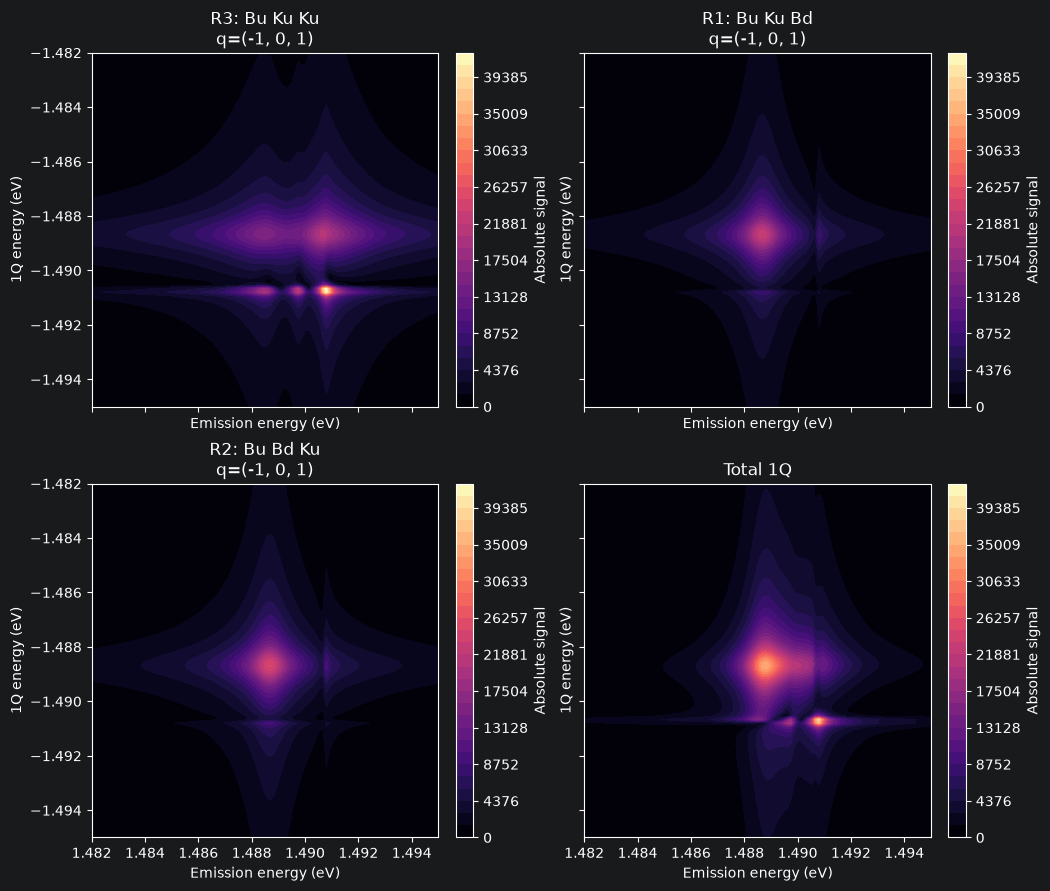 R3: Bu Ku Ku
q=(-1, 0, 1)
R1: Bu Ku Bd
q=(-1, 0, 1)
1Q energy (eV)
−1.482
−1.484
−1.486
−1.488
−1.490
−1.492
−1.494
Emission energy (eV)
39385
35009
30633
26257
21881
17504
13128
8752
4376
0
Absolute signal
1Q energy (eV)
Emission energy (eV)
39385
35009
30633
26257
21881
17504
13128
8752
4376
0
Absolute signal
R2: Bu Bd Ku
q=(-1, 0, 1)
Total 1Q
1Q energy (eV)
−1.482
−1.484
−1.486
−1.488
−1.490
−1.492
−1.494
1.482 1.484 1.486 1.488 1.490 1.492 1.494
Emission energy (eV)
39385
35009
30633
26257
21881
17504
13128
8752
4376
0
Absolute signal
1Q energy (eV)
1.482 1.484 1.486 1.488 1.490 1.492 1.494
Emission energy (eV)
39385
35009
30633
26257
21881
17504
13128
8752
4376
0
Absolute signal